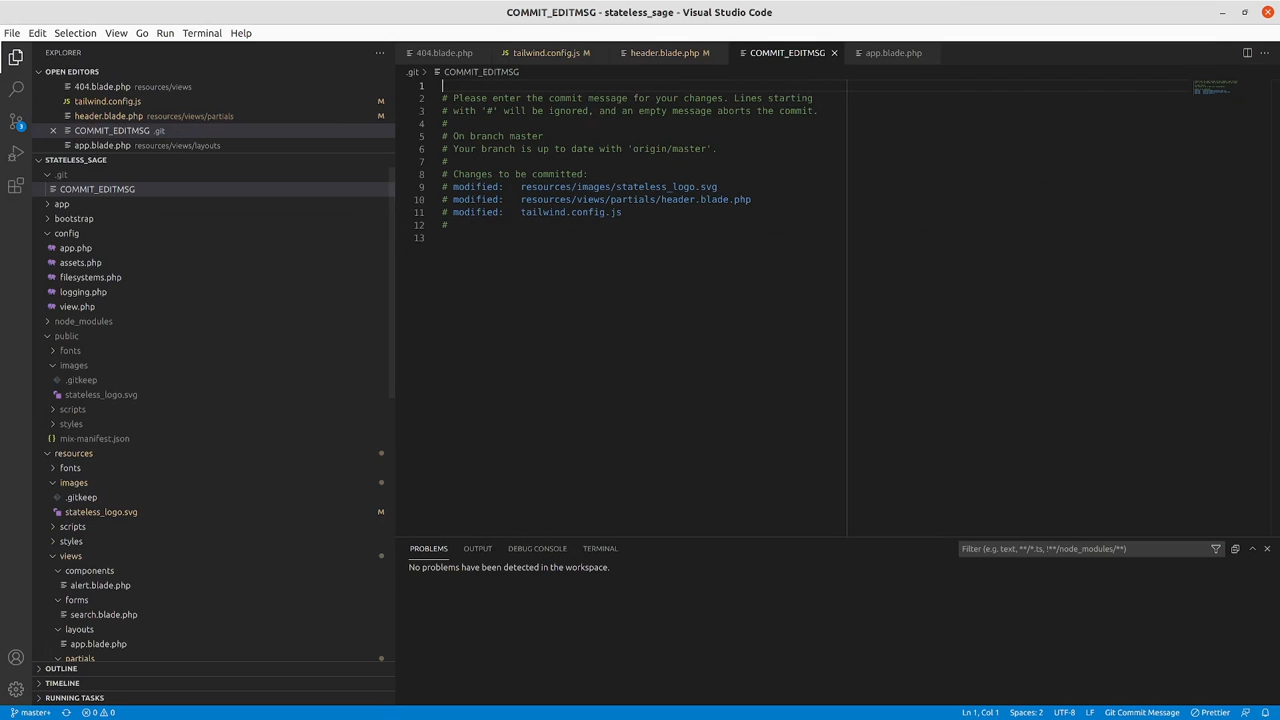 COMMIT_EDITMSG - stateless_sage - Visual Studio Code
File Edit Selection View Go Run Terminal Help
EXPLORER
OPEN EDITORS
404.blade.php resources/views
tailwind.config.js M
header.blade.php resources/views/partials M
COMMIT_EDITMSG .git
app.blade.php resources/views/layouts
STATELESS_SAGE
.git
COMMIT_EDITMSG
app
bootstrap
config
app.php
assets.php
filesystems.php
logging.php
view.php
node_modules
public
fonts
images
.gitkeep
stateless_logo.svg
scripts
styles
mix-manifest.json
resources
fonts
images
.gitkeep
stateless_logo.svg M
scripts
styles
views
components
alert.blade.php
forms
search.blade.php
layouts
app.blade.php
partials
OUTLINE
TIMELINE
RUNNING TASKS
3
404.blade.php tailwind.config.js M header.blade.php M COMMIT_EDITMSG app.blade.php
.git COMMIT_EDITMSG
1
2 # Please enter the commit message for your changes. Lines starting
3 # with '#' will be ignored, and an empty message aborts the commit.
4 #
5 # On branch master
6 # Your branch is up to date with 'origin/master'.
7 #
8 # Changes to be committed:
9 # modified: resources/images/stateless_logo.svg
10 # modified: resources/views/partials/header.blade.php
11 # modified: tailwind.config.js
12 #
13
PROBLEMS OUTPUT DEBUG CONSOLE TERMINAL
Filter (e.g. text, **/*.ts, !**/node_modules/**)
No problems have been detected in the workspace.
master+ 0 0 Ln 1, Col 1 Spaces: 2 UTF-8 LF Git Commit Message Prettier